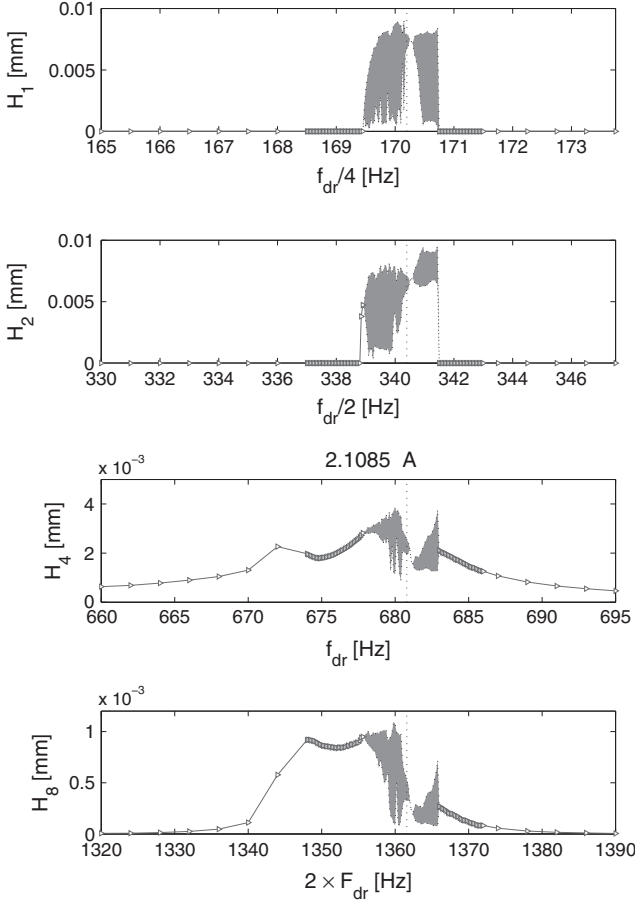 0.01
0.005
0
H1 [mm]
165 166 167 168 169 170 171 172 173
fdr/4 [Hz]
0.01
0.005
0
H2 [mm]
330 332 334 336 338 340 342 344 346
fdr/2 [Hz]
x 10-3
2.1085 A
4
2
0
H4 [mm]
660 665 670 675 680 685 690 695
fdr [Hz]
x 10-3
1
0.5
0
H8 [mm]
1320 1330 1340 1350 1360 1370 1380 1390
2 × Fdr [Hz]